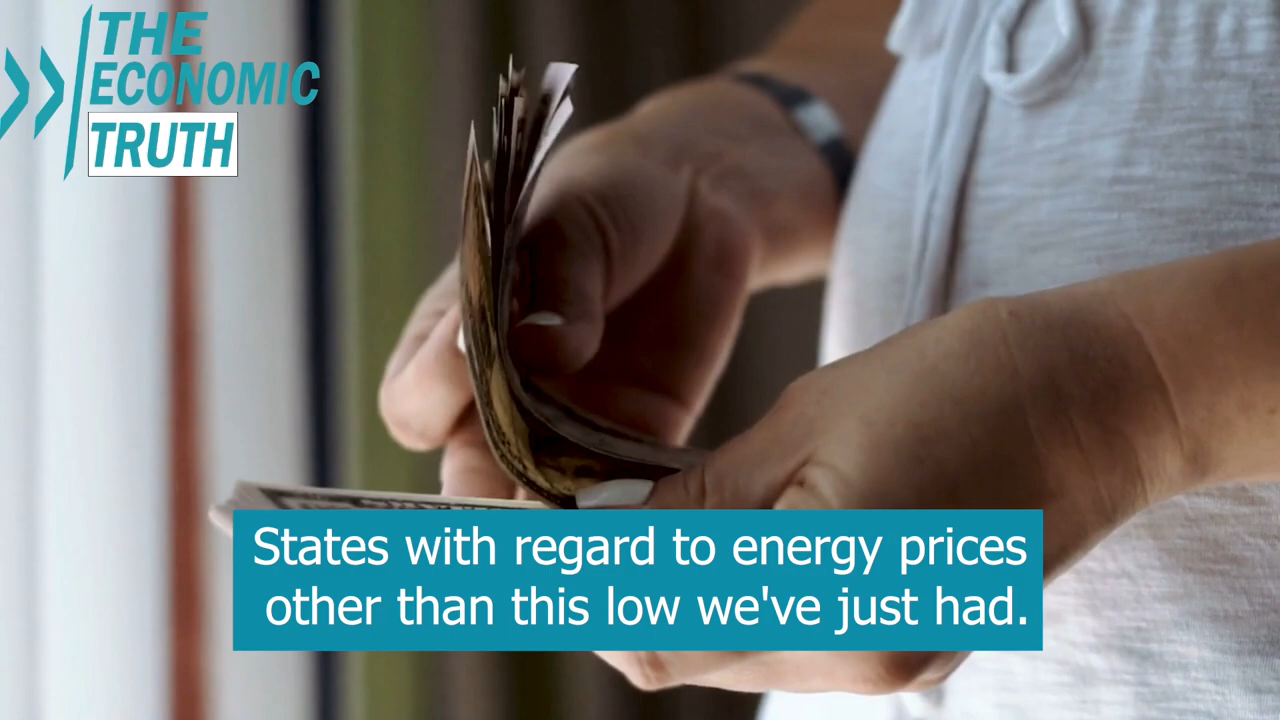 THE
ECONOMIC
TRUTH
States with regard to energy prices
other than this low we've just had.